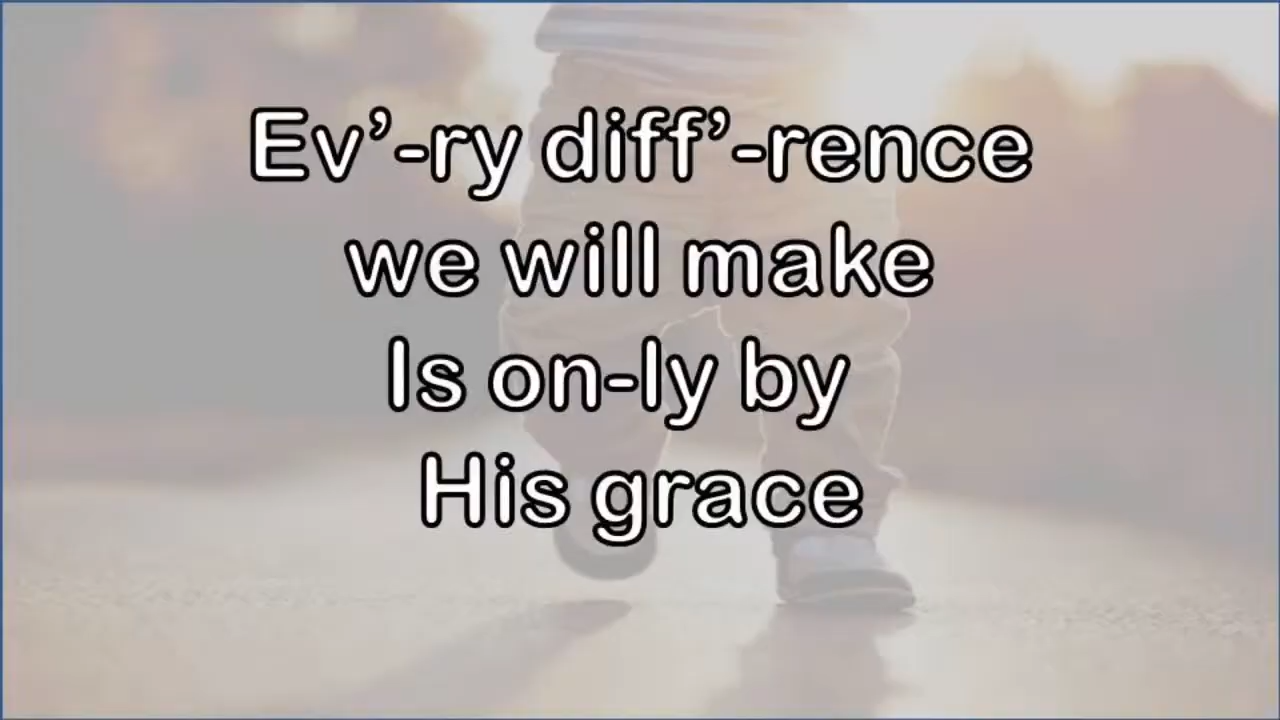 Ev’-ry diff’-rence
we will make
Is on-ly by
His grace